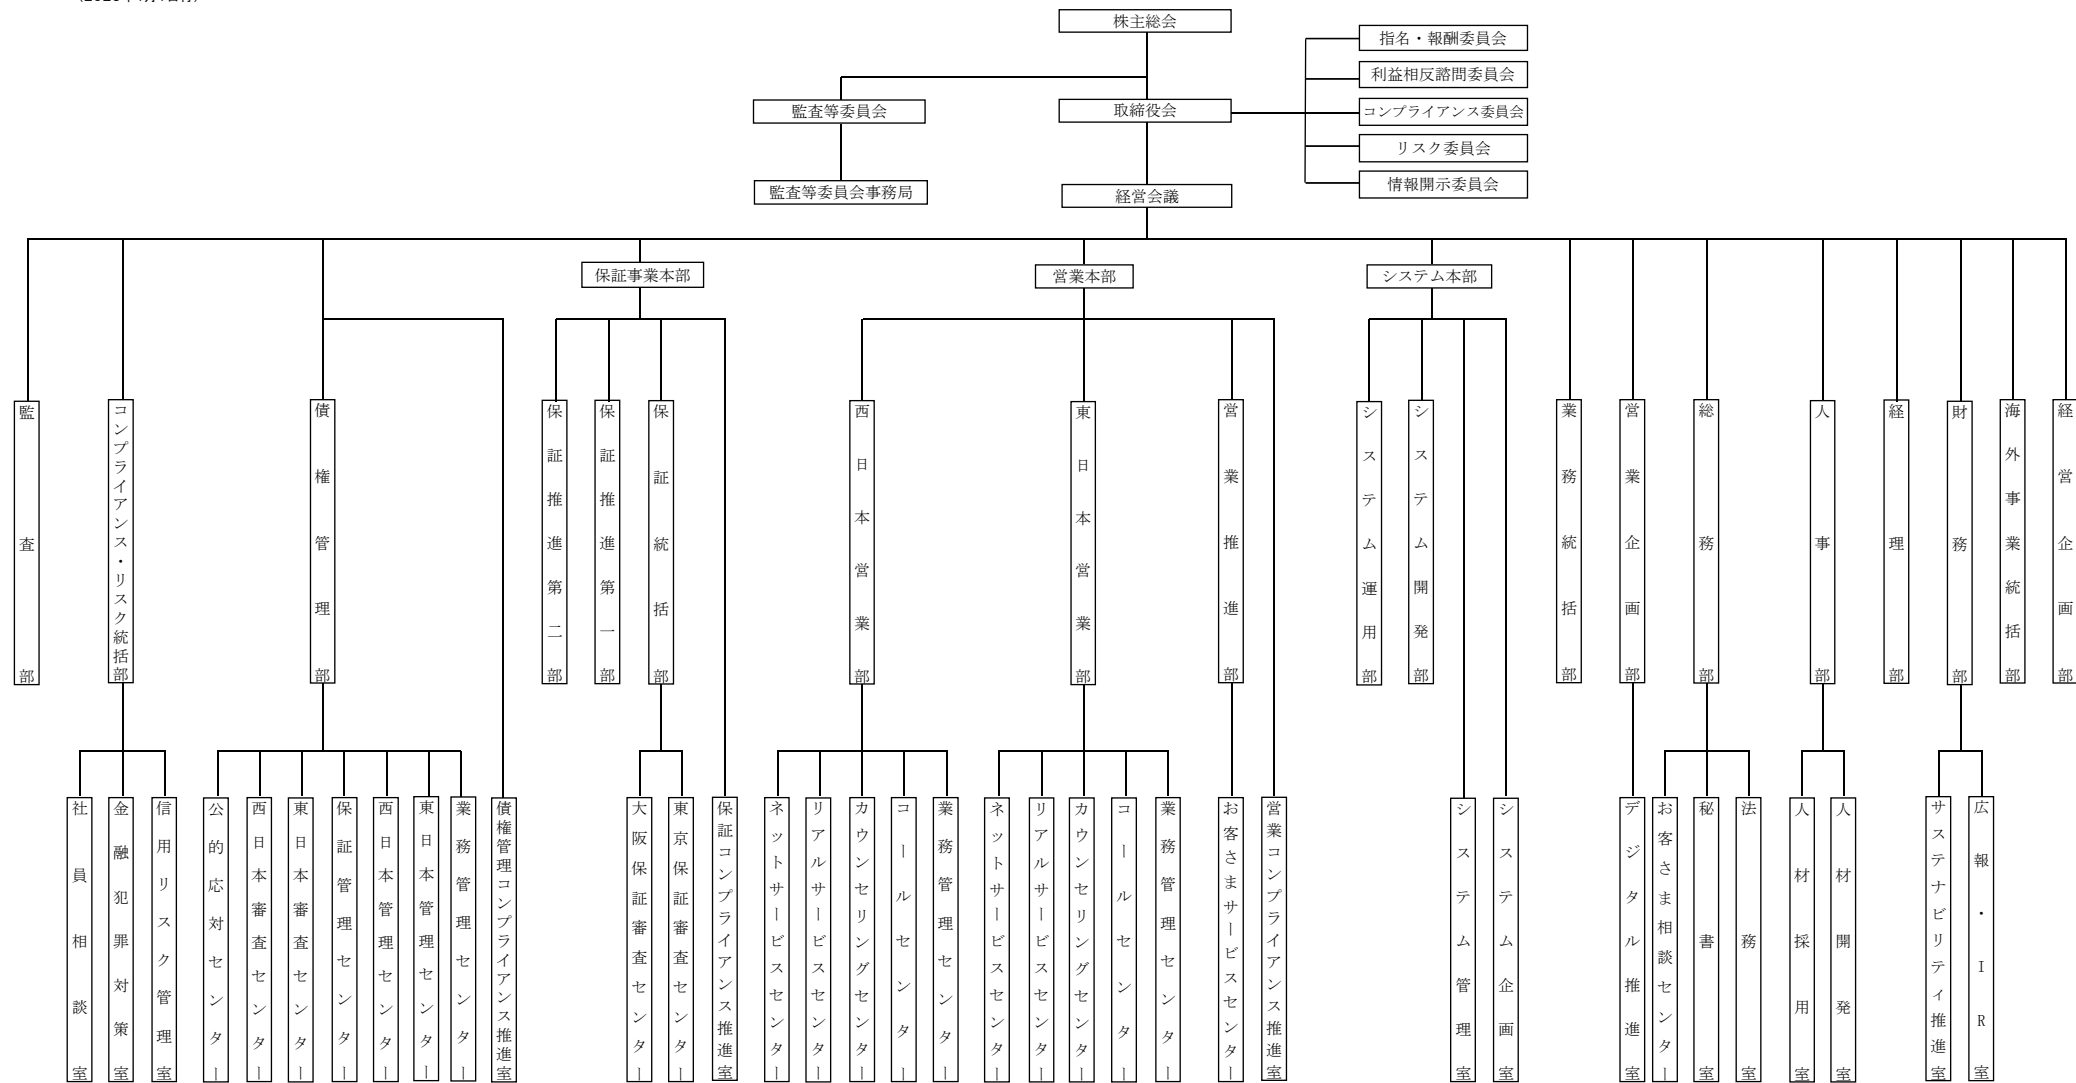 株主総会
指名・報酬委員会
利益相反諮問委員会
監査等委員会
取締役会
コンプライアンス委員会
リスク委員会
監査等委員会事務局
経営会議
情報開示委員会
保証事業本部
営業本部
システム本部
監査部
コンプライアンス・リスク統括部
債権管理部
保証推進第二部
保証推進第一部
保証統括部
西日本営業部
東日本営業部
営業推進部
システム運用部
システム開発部
業務統括部
営業企画部
総務部
人事部
経理部
財務部
海外事業統括部
経営企画部
社員相談室
金融犯罪対策室
信用リスク管理室
公的応対センター
西日本審査センター
東日本審査センター
保証管理センター
西日本管理センター
東日本管理センター
業務管理センター
債権管理コンプライアンス推進室
大阪保証審査センター
東京保証審査センター
保証コンプライアンス推進室
ネットサービスセンター
リアルサービスセンター
カウンセリングセンター
コールセンター
業務管理センター
ネットサービスセンター
リアルサービスセンター
カウンセリングセンター
コールセンター
業務管理センター
お客さまサービスセンター
営業コンプライアンス推進室
システム管理室
システム企画室
デジタル推進室
お客さま相談センター
秘書室
法務室
人材採用室
人材開発室
サステナビリティ推進室
広報・IR室